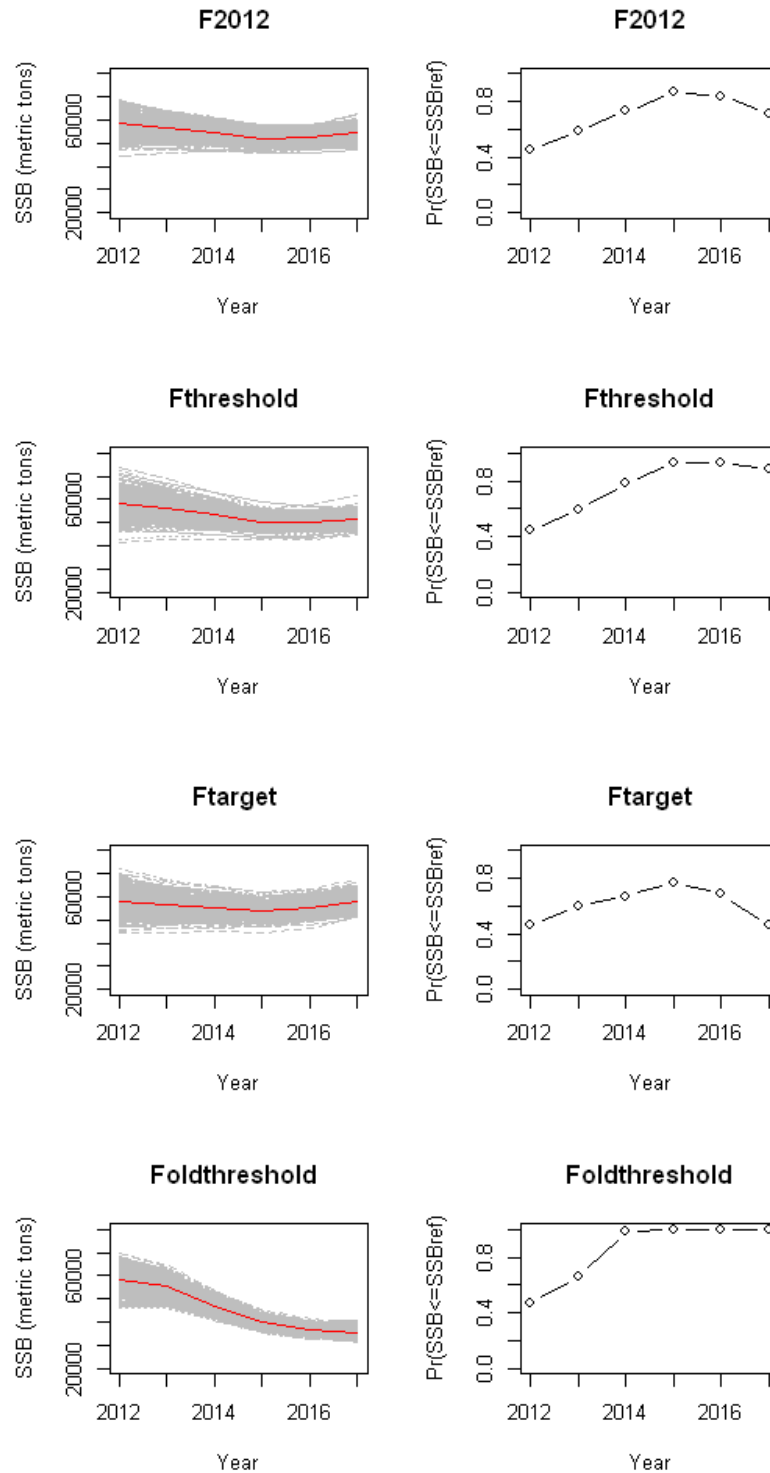 F2012
F2012
SSB (metric tons)
20000
60000
2012
2014
2016
Year
Pr(SSB<=SSBref)
0.0
0.4
0.8
2012
2014
2016
Year
Fthreshold
Fthreshold
SSB (metric tons)
20000
60000
2012
2014
2016
Year
Pr(SSB<=SSBref)
0.0
0.4
0.8
2012
2014
2016
Year
Ftarget
Ftarget
SSB (metric tons)
20000
60000
2012
2014
2016
Year
Pr(SSB<=SSBref)
0.0
0.4
0.8
2012
2014
2016
Year
Foldthreshold
Foldthreshold
SSB (metric tons)
20000
60000
2012
2014
2016
Year
Pr(SSB<=SSBref)
0.0
0.4
0.8
2012
2014
2016
Year